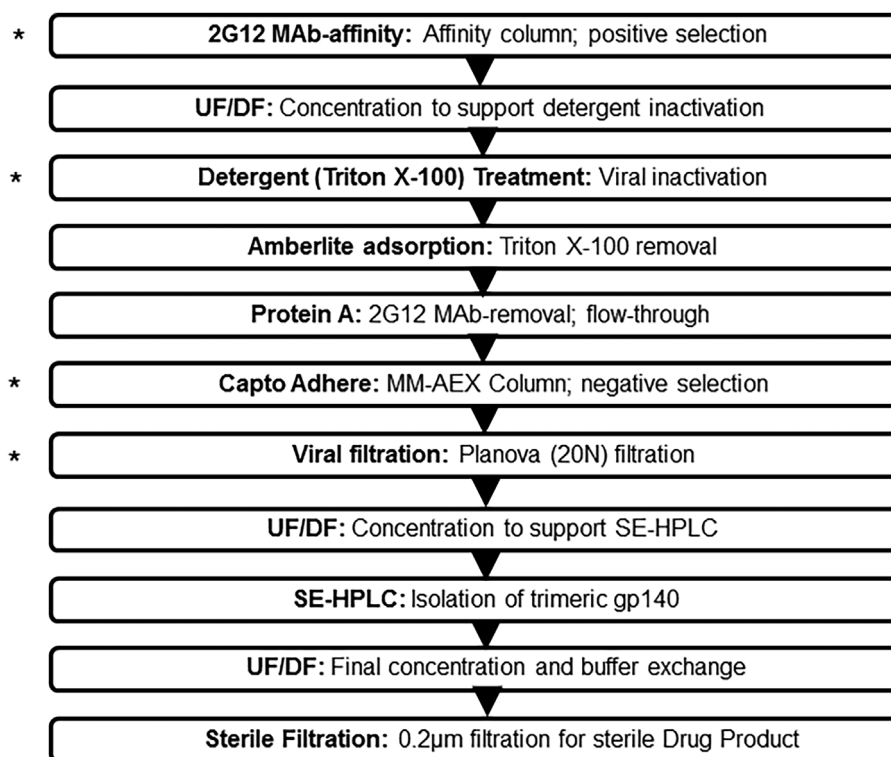 * 2G12 MAb-affinity: Affinity column; positive selection
UF/DF: Concentration to support detergent inactivation
* Detergent (Triton X-100) Treatment: Viral inactivation
Amberlite adsorption: Triton X-100 removal
Protein A: 2G12 MAb-removal; flow-through
* Capto Adhere: MM-AEX Column; negative selection
* Viral filtration: Planova (20N) filtration
UF/DF: Concentration to support SE-HPLC
SE-HPLC: Isolation of trimeric gp140
UF/DF: Final concentration and buffer exchange
Sterile Filtration: 0.2µm filtration for sterile Drug Product